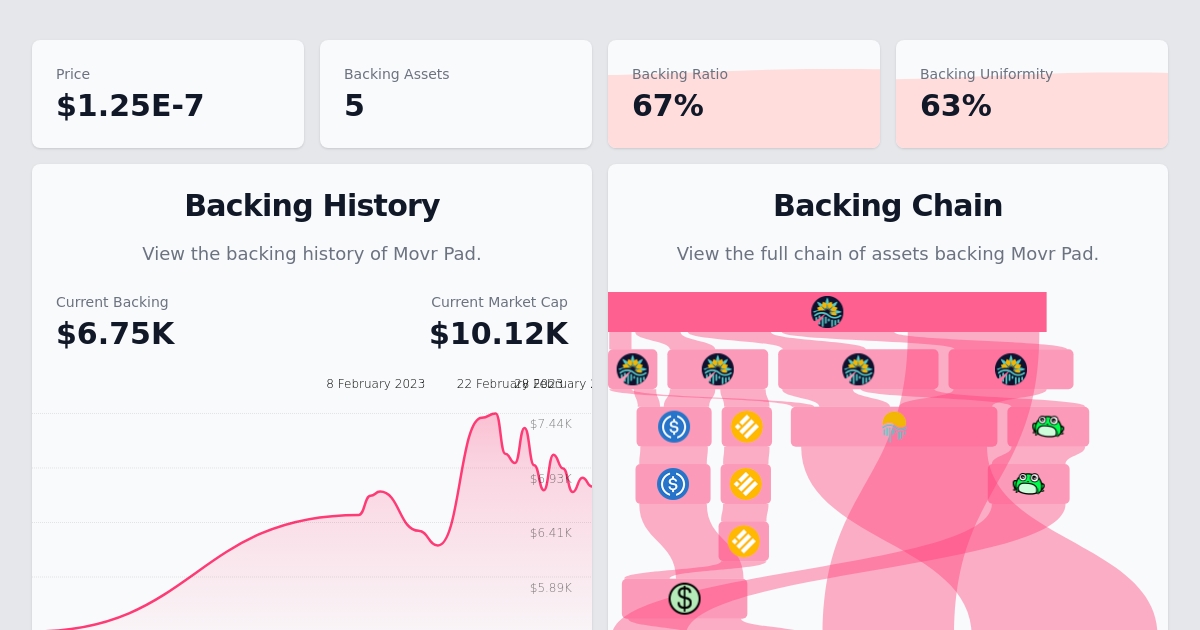 Price
$1.25E-7
Backing Assets
5
Backing Ratio
67%
Backing Uniformity
63%
Backing History
View the backing history of Movr Pad.
Current Backing
$6.75K
Current Market Cap
$10.12K
8 February 2023
22 February 2023
28 February 2
$7.44K
$6.93K
$6.41K
$5.89K
Backing Chain
View the full chain of assets backing Movr Pad.